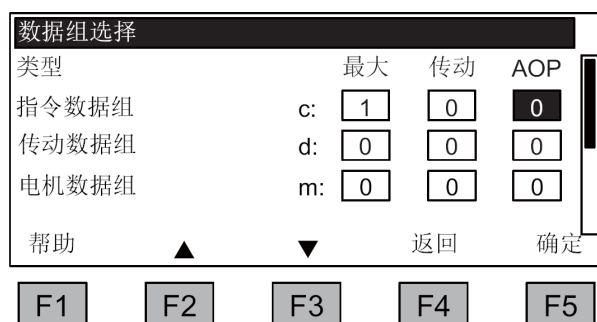 数据组选择
类型 最大 传动 AOP
指令数据组 c: 1 0 0
传动数据组 d: 0 0 0
电机数据组 m: 0 0 0
帮助 ▲ ▼ 返回 确定
F1 F2 F3 F4 F5